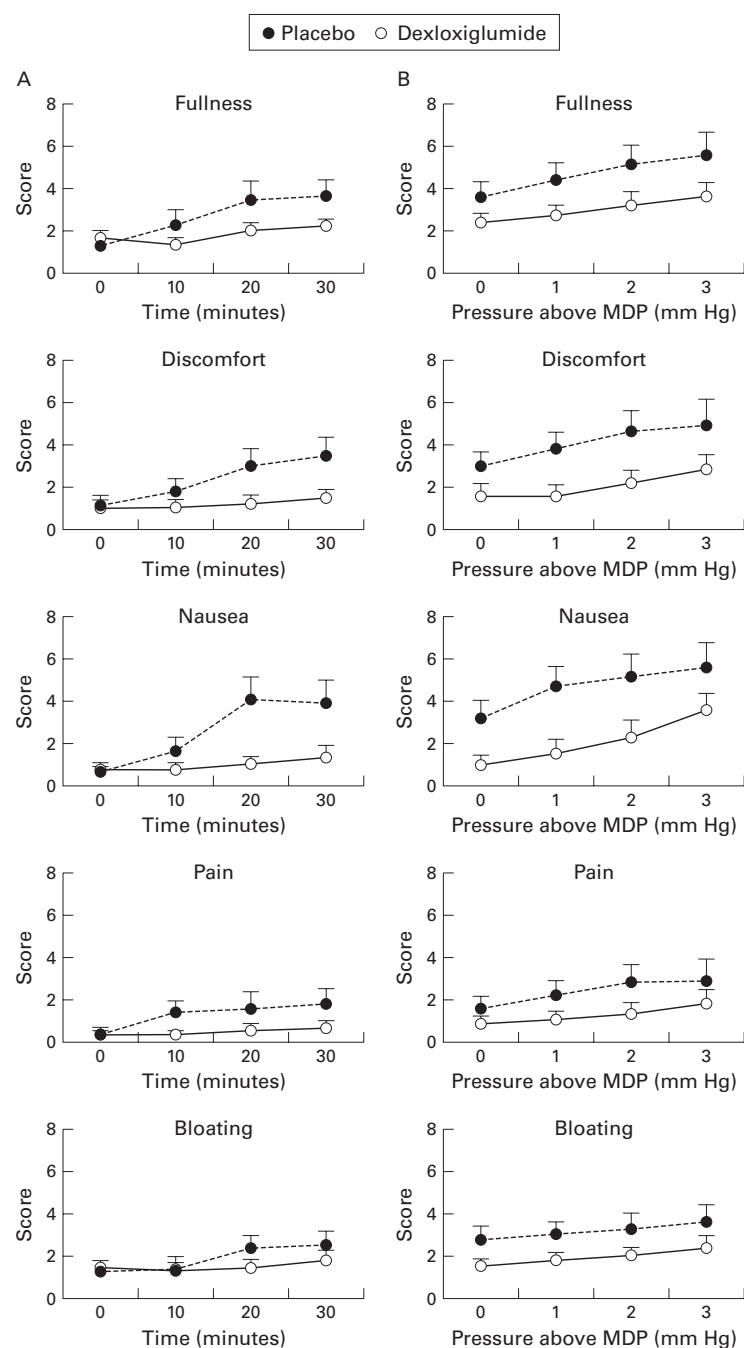 Placebo Dexloxiglumide
A B
Fullness Fullness
8 8
6 6
4 4
2 2
0 0
Score Score
0 10 20 30 0 1 2 3
Time (minutes) Pressure above MDP (mm Hg)
Discomfort Discomfort
8 8
6 6
4 4
2 2
0 0
Score Score
0 10 20 30 0 1 2 3
Time (minutes) Pressure above MDP (mm Hg)
Nausea Nausea
8 8
6 6
4 4
2 2
0 0
Score Score
0 10 20 30 0 1 2 3
Time (minutes) Pressure above MDP (mm Hg)
Pain Pain
8 8
6 6
4 4
2 2
0 0
Score Score
0 10 20 30 0 1 2 3
Time (minutes) Pressure above MDP (mm Hg)
Bloating Bloating
8 8
6 6
4 4
2 2
0 0
Score Score
0 10 20 30 0 1 2 3
Time (minutes) Pressure above MDP (mm Hg)